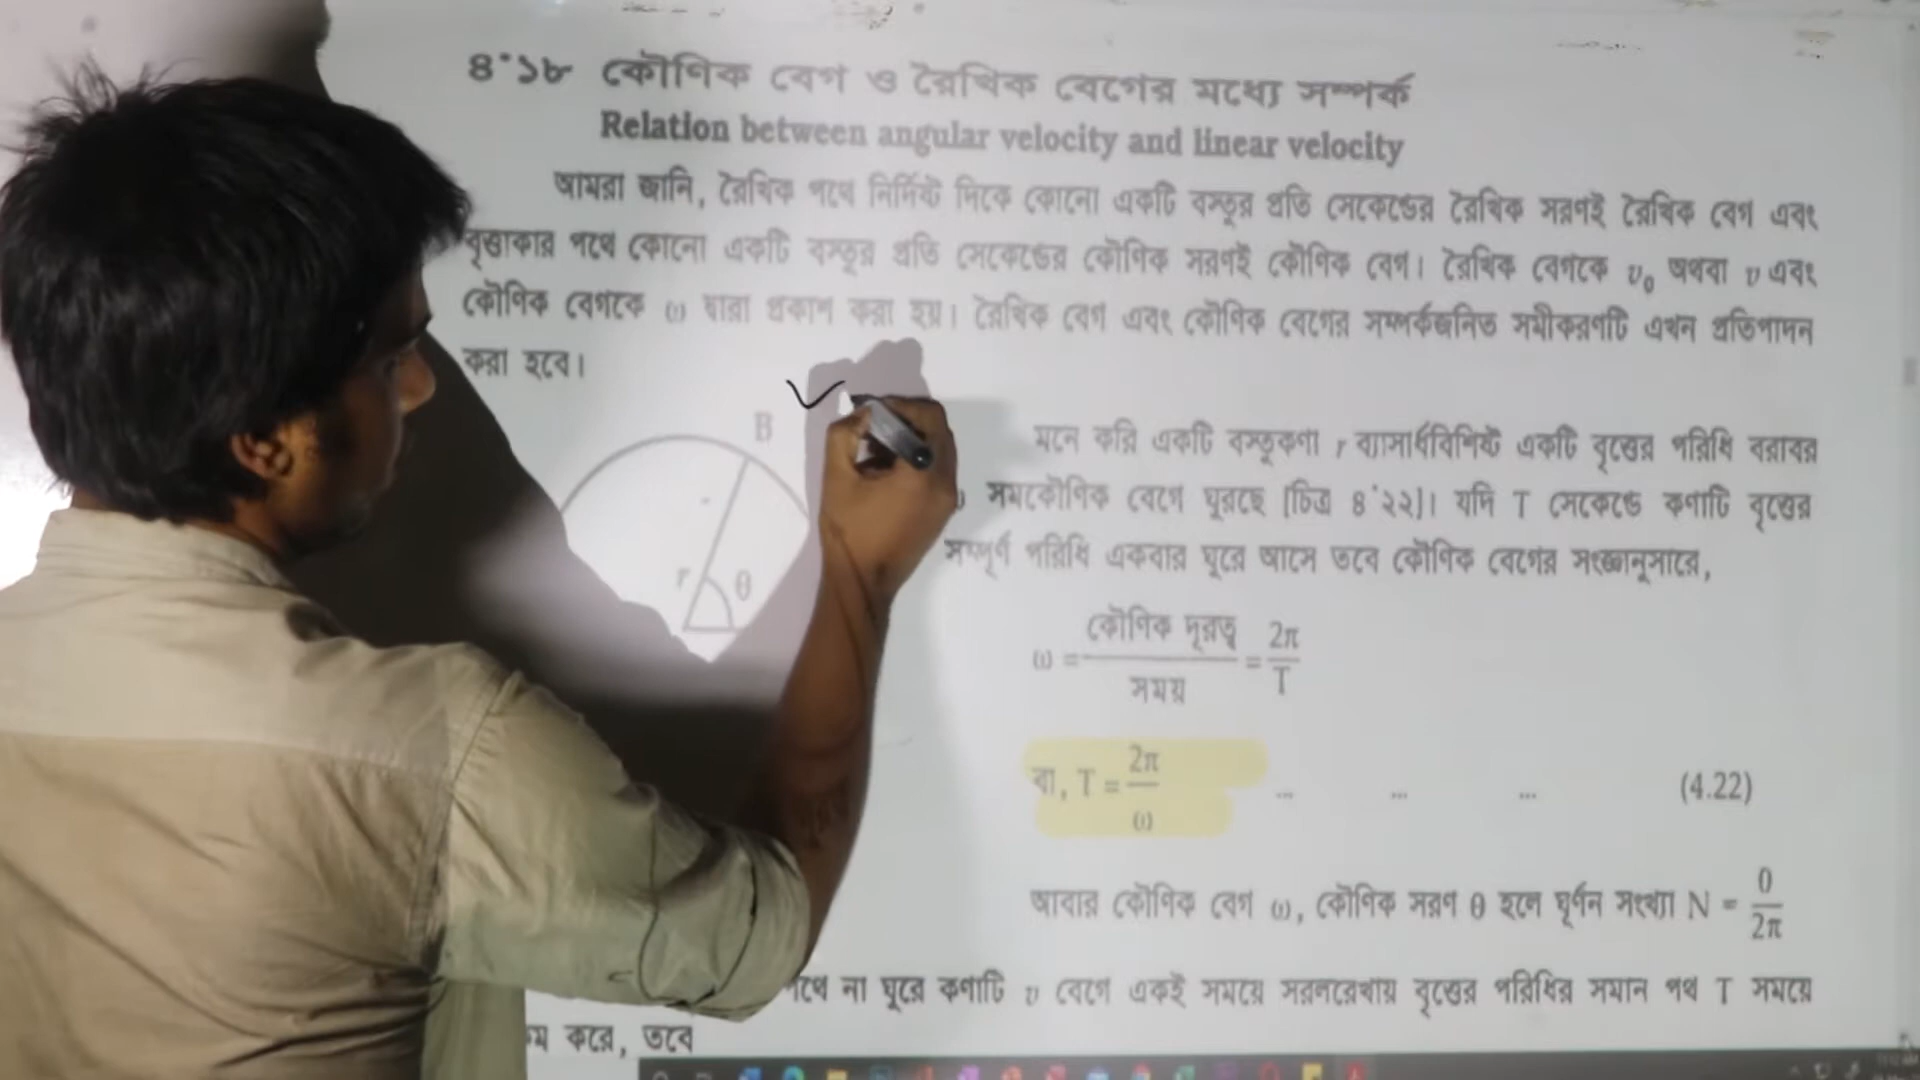 ৪˙১৮ কৌণিক বেগ ও রৈখিক বেগের মধ্যে সম্পর্ক
Relation between angular velocity and linear velocity
আমরা জানি, রৈখিক পথে নির্দিষ্ট দিকে কোনো একটি বস্তুর প্রতি সেকেন্ডের রৈখিক সরণই রৈখিক বেগ এবং
বৃত্তাকার পথে কোনো একটি বস্তুর প্রতি সেকেন্ডের কৌণিক সরণই কৌণিক বেগ। রৈখিক বেগকে v₀ অথবা v এবং
কৌণিক বেগকে ω দ্বারা প্রকাশ করা হয়। রৈখিক বেগ এবং কৌণিক বেগের সম্পর্কজনিত সমীকরণটি এখন প্রতিপাদন
করা হবে।
v
B
r θ
মনে করি একটি বস্তুকণা r ব্যাসার্ধবিশিষ্ট একটি বৃত্তের পরিধি বরাবর
সমকৌণিক বেগে ঘুরছে [চিত্র ৪˙২২]। যদি T সেকেন্ডে কণাটি বৃত্তের
সম্পূর্ণ পরিধি একবার ঘুরে আসে তবে কৌণিক বেগের সংজ্ঞানুসারে,
ω = কৌণিক দূরত্ব / সময় = 2π / T
বা, T = 2π / ω ... ... ... (4.22)
আবার কৌণিক বেগ ω, কৌণিক সরণ θ হলে ঘূর্ণন সংখ্যা N = θ / 2π
পথে না ঘুরে কণাটি v বেগে একই সময়ে সরলরেখায় বৃত্তের পরিধির সমান পথ T সময়ে
করে, তবে